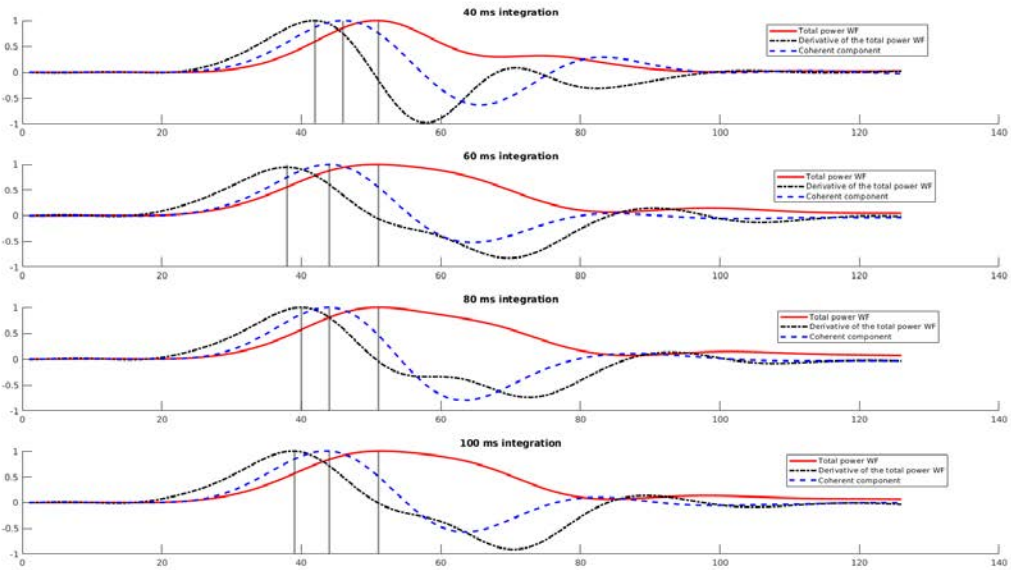 40 ms integration
1
0.5
0
-0.5
-1
Total power WF
Derivative of the total power WF
Coherent component
0 20 40 60 80 100 120 140
60 ms integration
1
0.5
0
-0.5
-1
Total power WF
Derivative of the total power WF
Coherent component
0 20 40 60 80 100 120 140
80 ms integration
1
0.5
0
-0.5
-1
Total power WF
Derivative of the total power WF
Coherent component
0 20 40 60 80 100 120 140
100 ms integration
1
0.5
0
-0.5
-1
Total power WF
Derivative of the total power WF
Coherent component
0 20 40 60 80 100 120 140